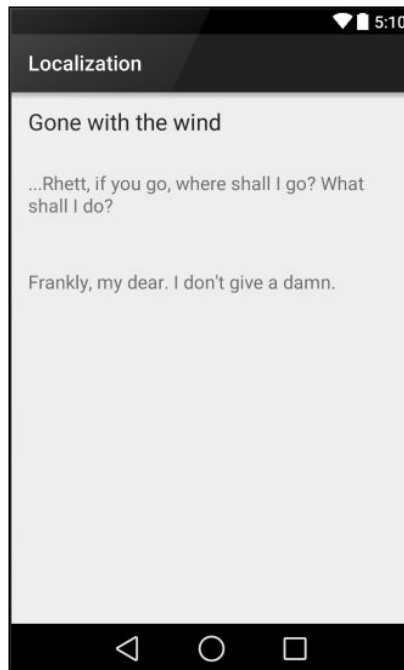 5:10
Localization
Gone with the wind
...Rhett, if you go, where shall I go? What
shall I do?
Frankly, my dear. I don't give a damn.